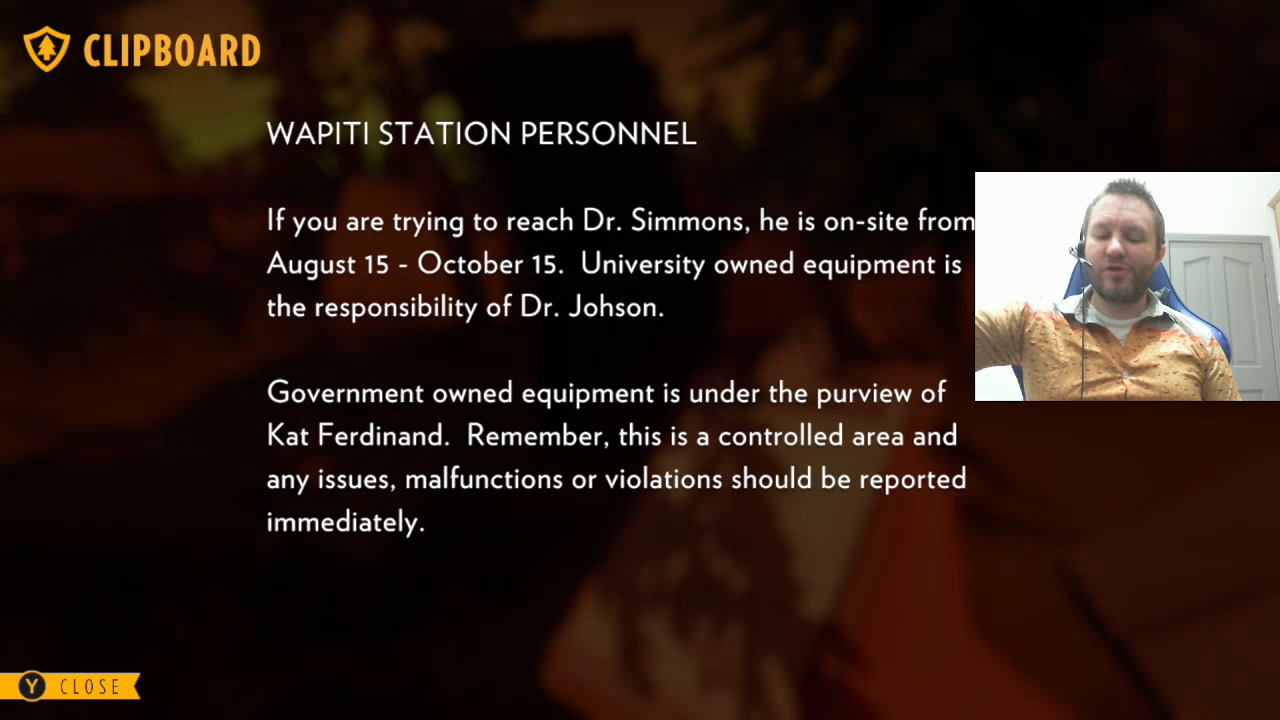 CLIPBOARD
WAPITI STATION PERSONNEL
If you are trying to reach Dr. Simmons, he is on-site from
August 15 - October 15. University owned equipment is
the responsibility of Dr. Johson.
Government owned equipment is under the purview of
Kat Ferdinand. Remember, this is a controlled area and
any issues, malfunctions or violations should be reported
immediately.
Y CLOSE